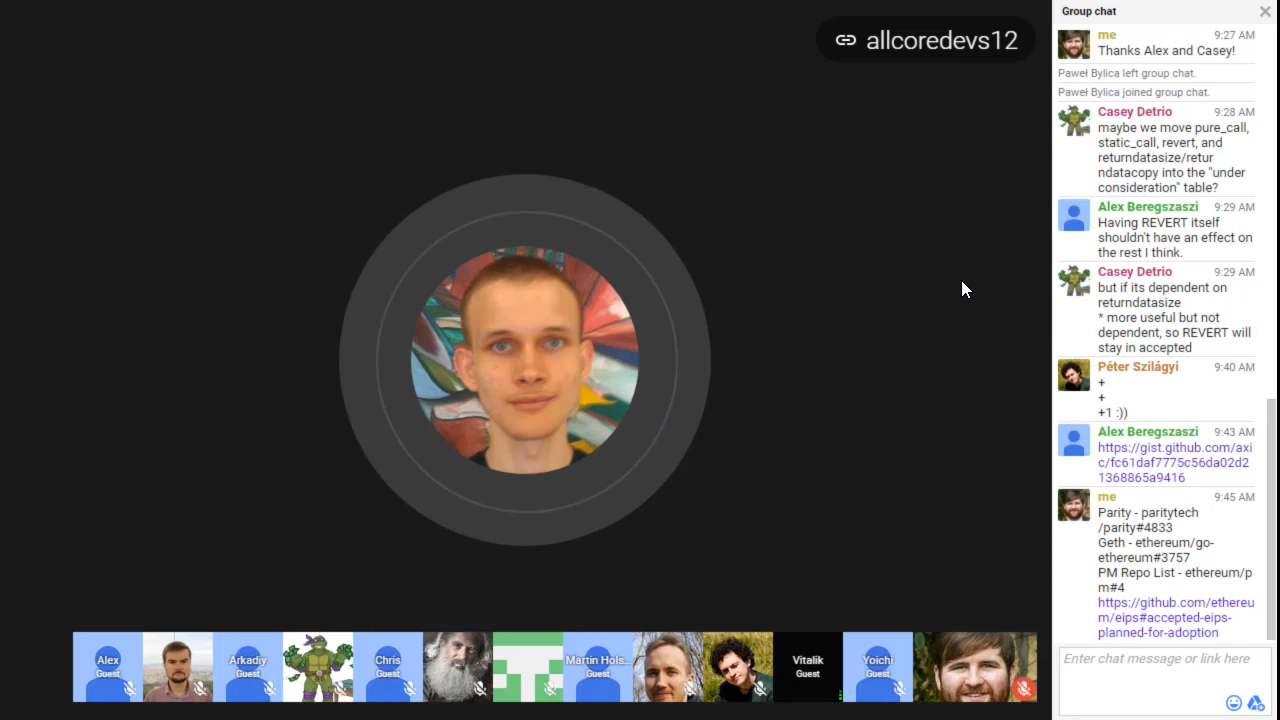 allcoredevs12
Group chat
me 9:27 AM
Thanks Alex and Casey!
Paweł Bylica left group chat.
Paweł Bylica joined group chat.
Casey Detrio 9:28 AM
maybe we move pure_call,
static_call, revert, and
returndatasize/retur
ndatacopy into the "under
consideration" table?
Alex Beregszaszi 9:29 AM
Having REVERT itself
shouldn't have an effect on
the rest I think.
Casey Detrio 9:29 AM
but if its dependent on
returndatasize
* more useful but not
dependent, so REVERT will
stay in accepted
Péter Szilágyi 9:40 AM
+
+
+1 :))
Alex Beregszaszi 9:43 AM
https://gist.github.com/axi
c/fc61daf7775c56da02d2
1368865a9416
me 9:45 AM
Parity - paritytech
/parity#4833
Geth - ethereum/go-
ethereum#3757
PM Repo List - ethereum/p
m#4
https://github.com/ethereu
m/eips#accepted-eips-
planned-for-adoption
Enter chat message or link here
Alex
Guest
Arkadiy
Guest
Chris
Guest
Martin Hols...
Guest
Vitalik
Guest
Yoichi
Guest